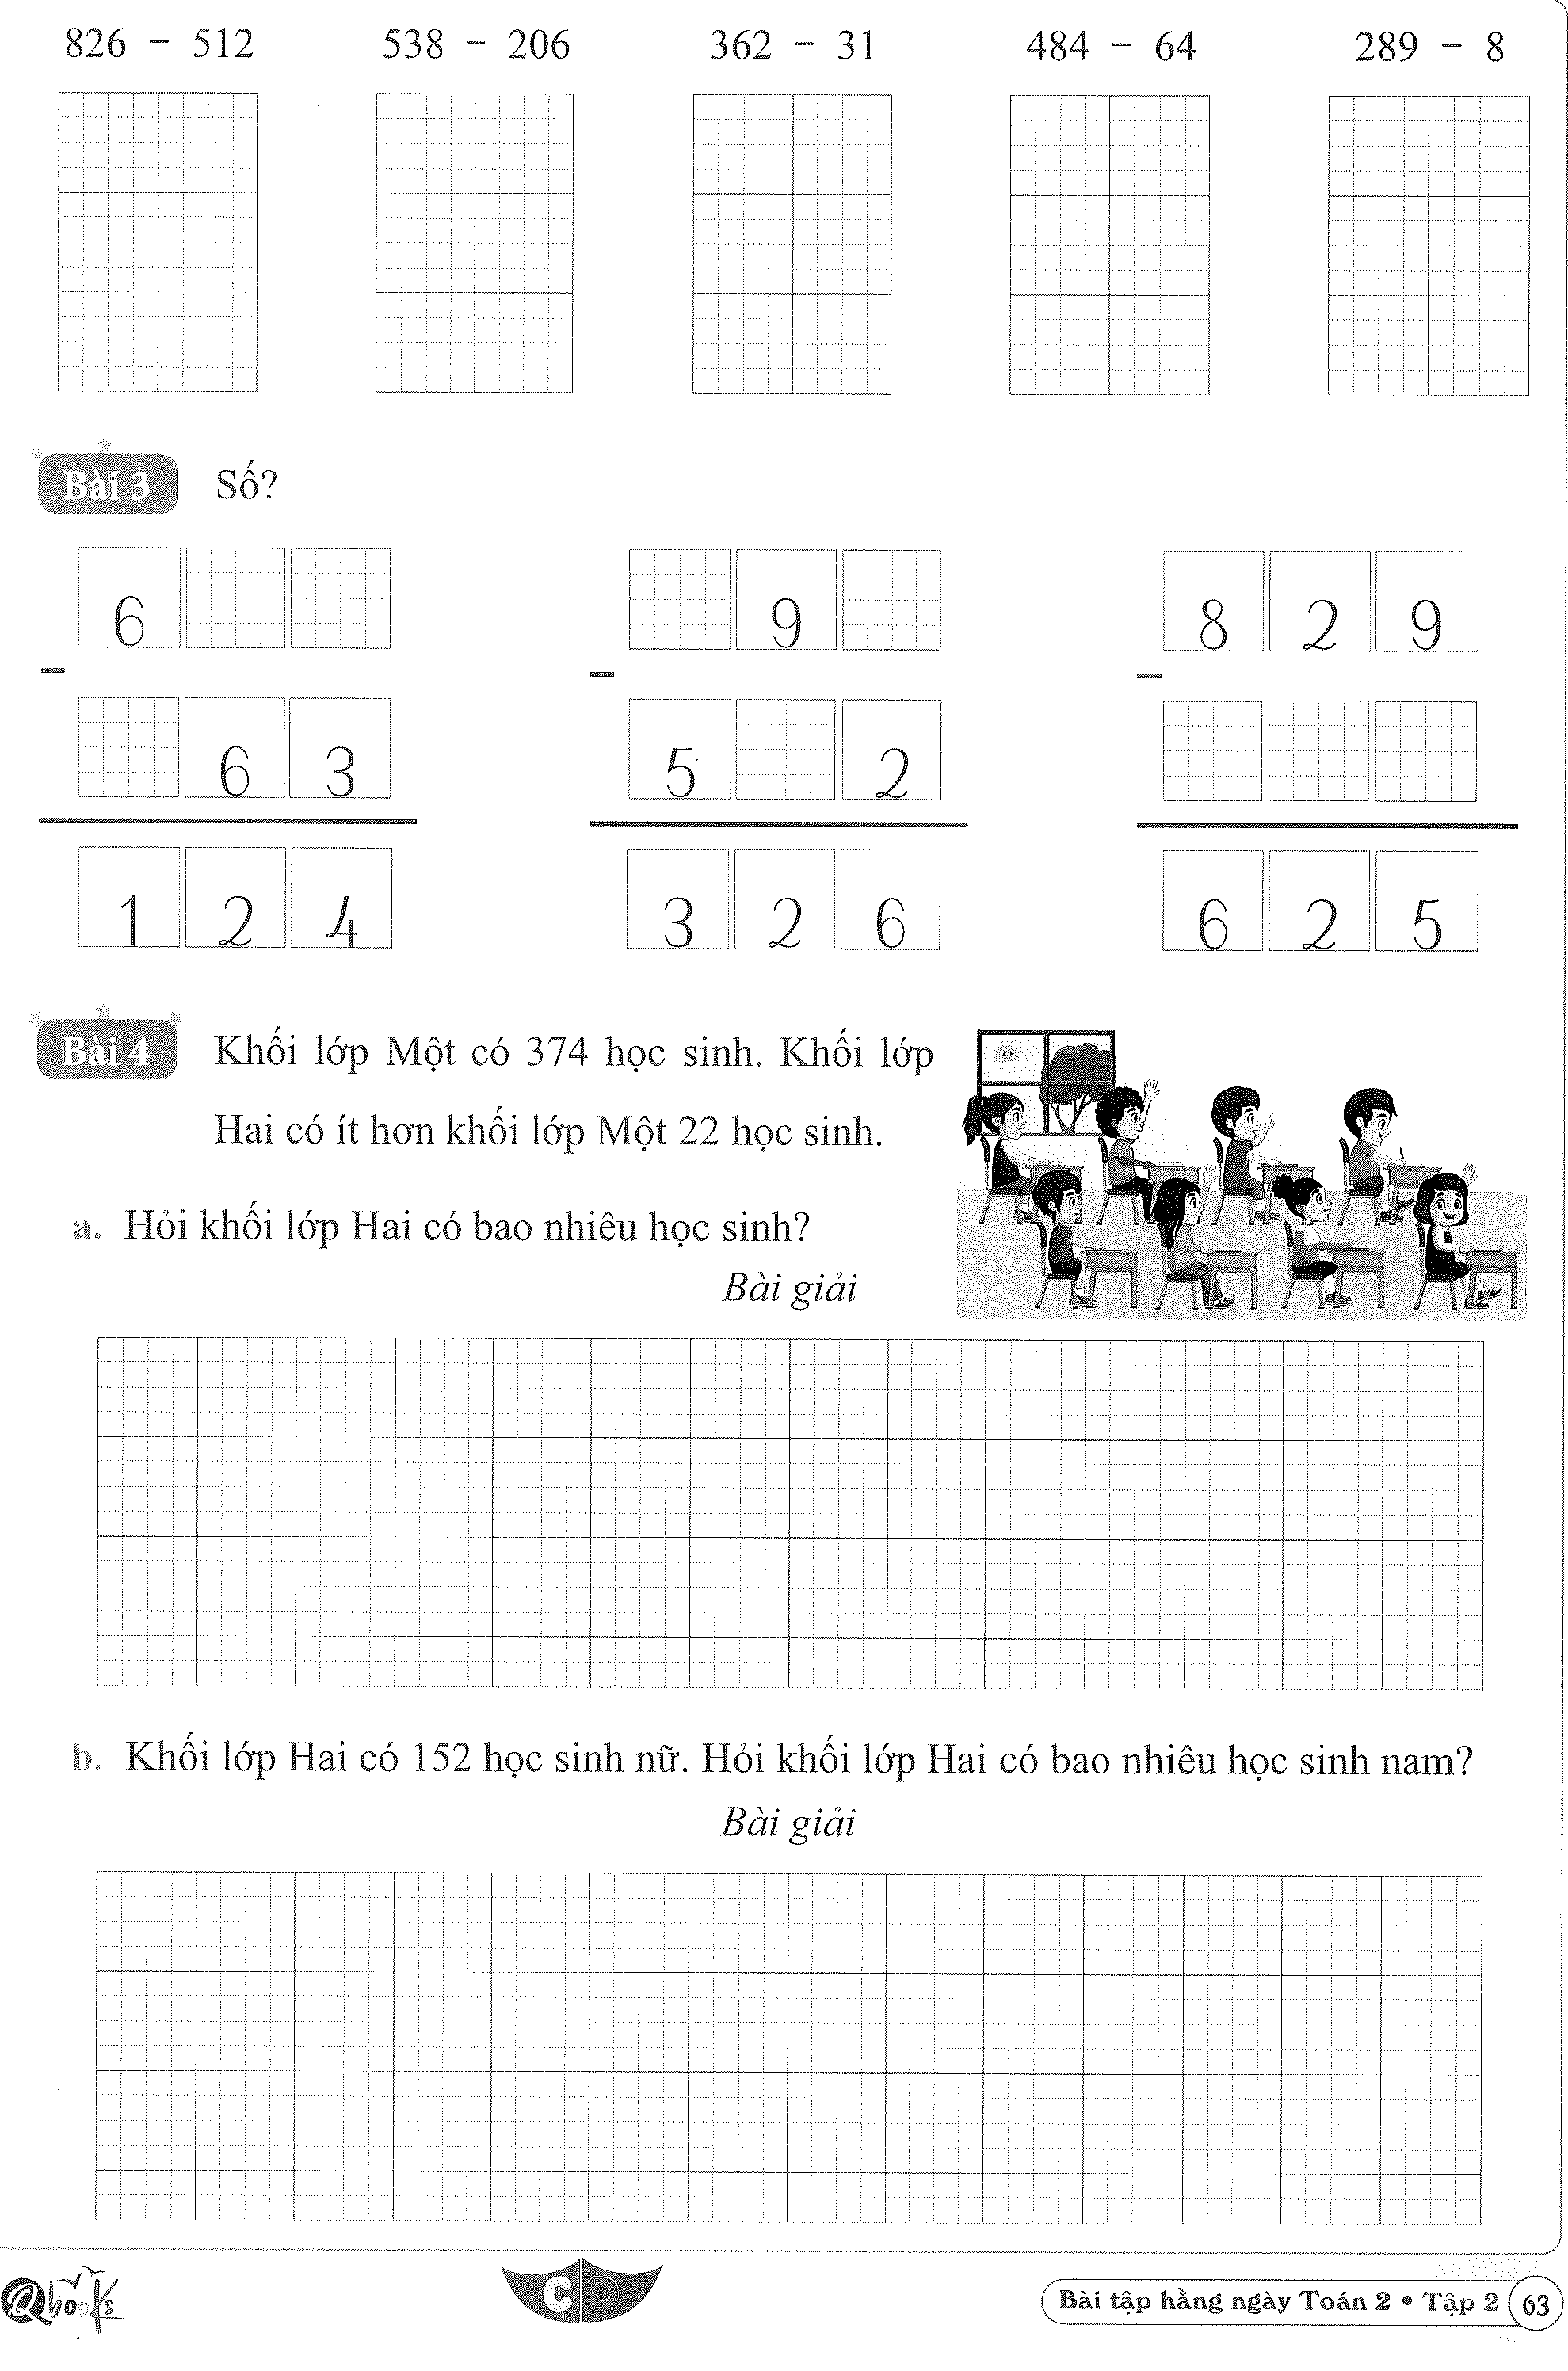 826 − 512 538 − 206 362 − 31 484 − 64 289 − 8
Bài 3 Số?
6 9 8 2 9
− − −
6 3 5 2
1 2 4 3 2 6 6 2 5
Bài 4 Khối lớp Một có 374 học sinh. Khối lớp
Hai có ít hơn khối lớp Một 22 học sinh.
a. Hỏi khối lớp Hai có bao nhiêu học sinh?
Bài giải
b. Khối lớp Hai có 152 học sinh nữ. Hỏi khối lớp Hai có bao nhiêu học sinh nam?
Bài giải
Qbooks CD Bài tập hằng ngày Toán 2 • Tập 2 63